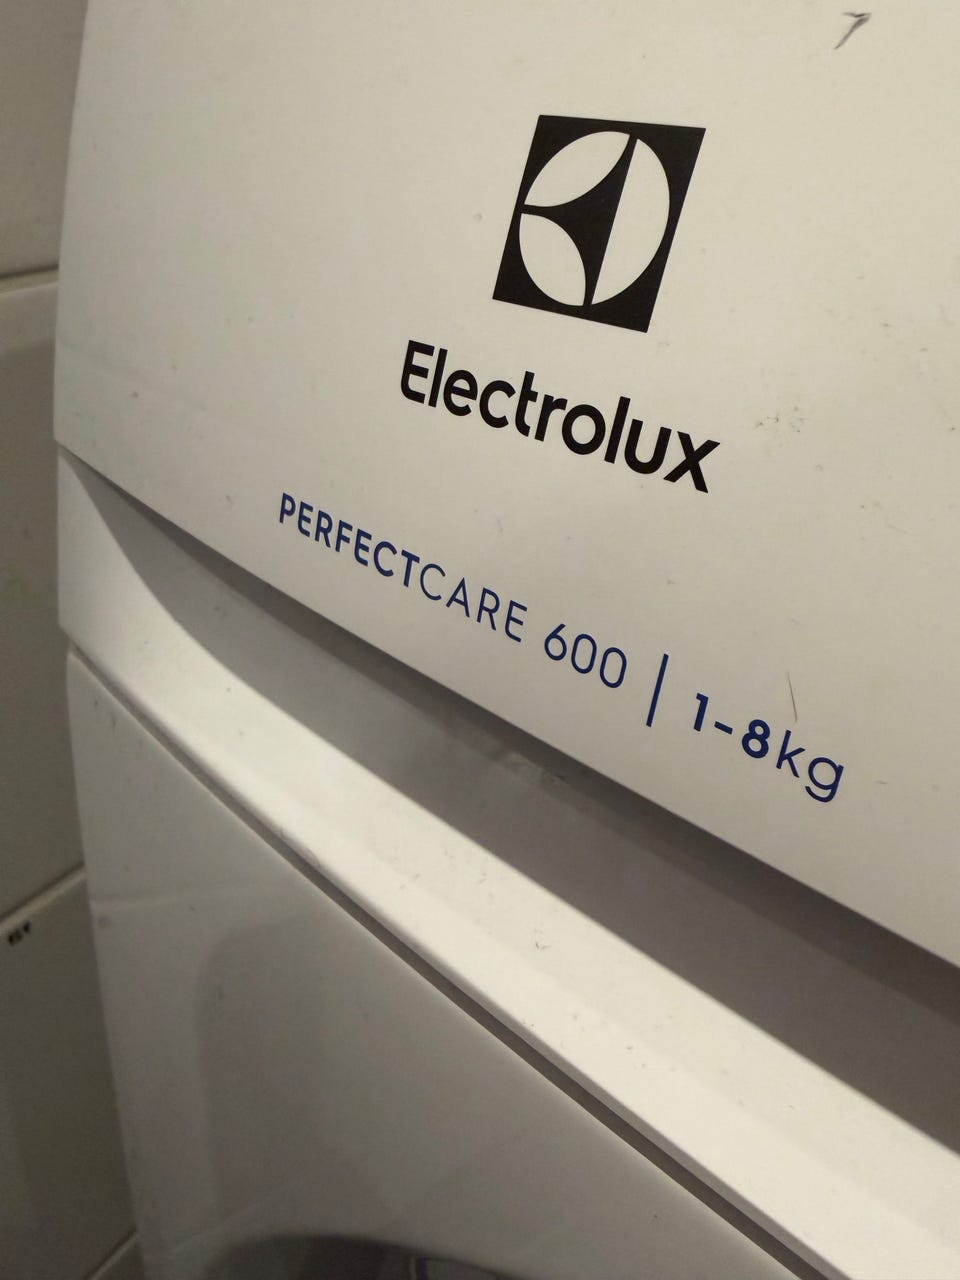 Electrolux
PERFECTCARE 600 | 1-8kg